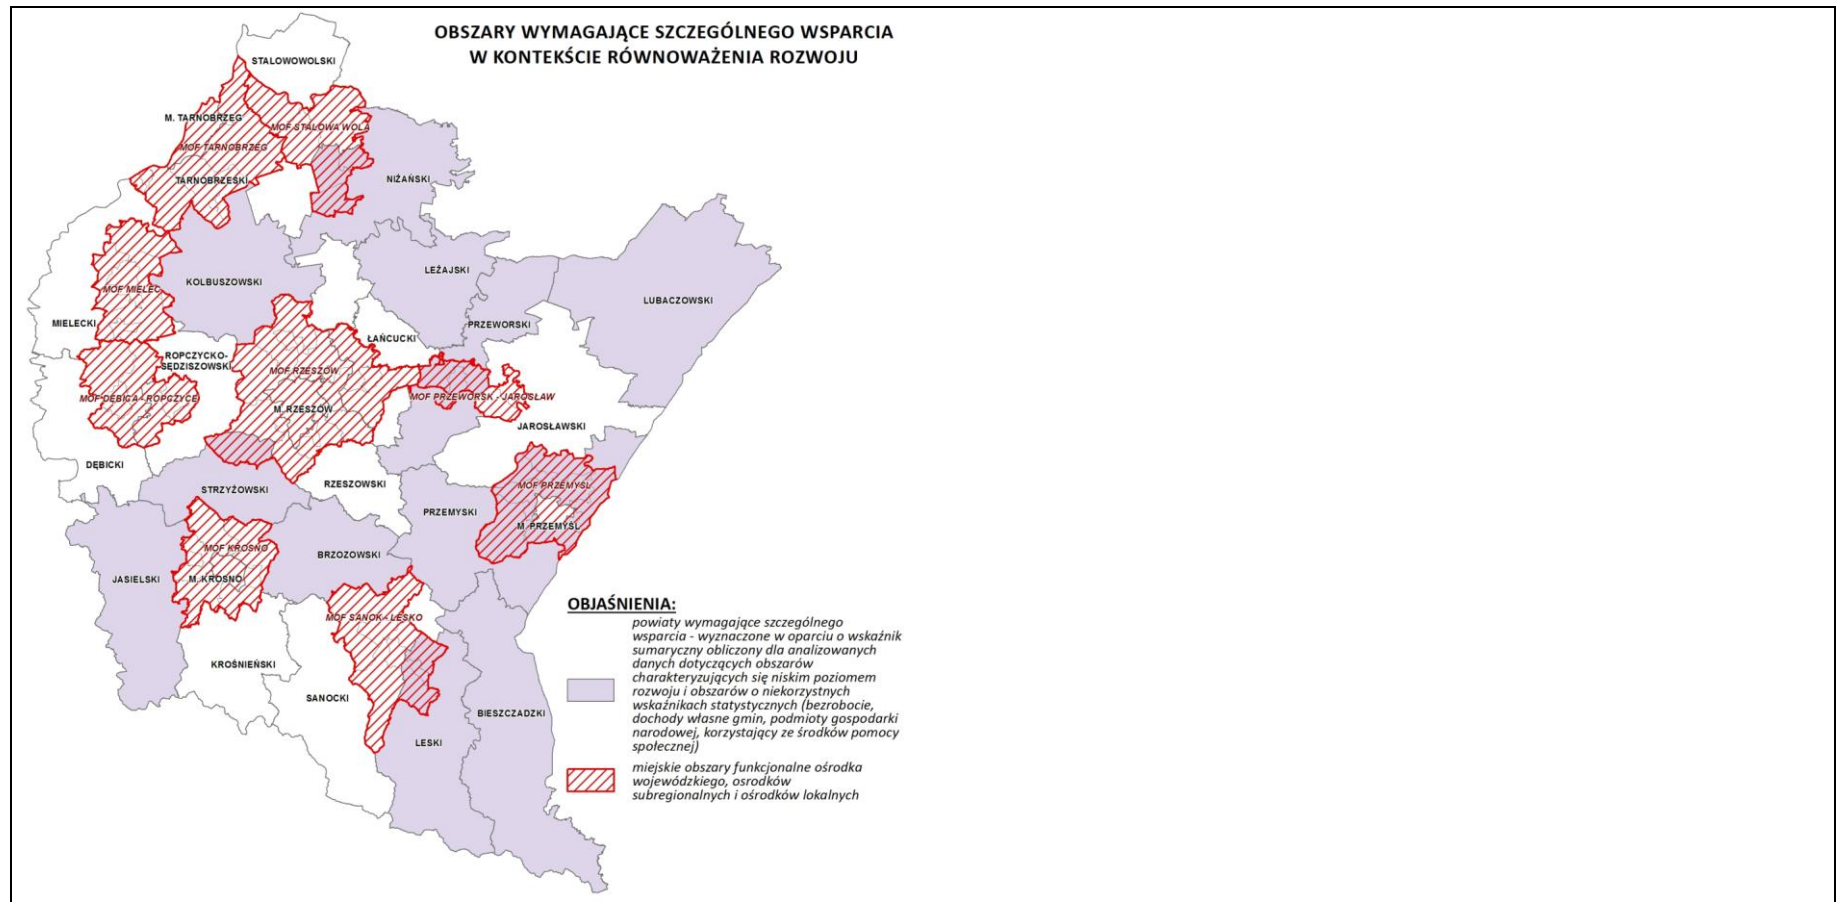 OBSZARY WYMAGAJĄCE SZCZEGÓLNEGO WSPARCIA
W KONTEKŚCIE RÓWNOWAŻENIA ROZWOJU
STALOWOWOLSKI
M. TARNOBRZEG
MOF STALOWA WOLA
MOF TARNOBRZEG
TARNOBRZESKI
NIŻAŃSKI
LEŻAJSKI
KOLBUSZOWSKI
MOF MIELEC
LUBACZOWSKI
MIELECKI
PRZEWORSKI
ŁAŃCUCKI
ROPCZYCKO-
SĘDZISZOWSKI
MOF RZESZÓW
MOF DĘBICA - ROPCZYCE
MOF PRZEWORSK - JAROSŁAW
M. RZESZÓW
JAROSŁAWSKI
DĘBICKI
RZESZOWSKI
MOF PRZEMYŚL
STRZYŻOWSKI
PRZEMYSKI
M. PRZEMYŚL
MOF KROSNO
BRZOZOWSKI
JASIELSKI
M. KROSNO
MOF SANOK - LESKO
KROŚNIEŃSKI
SANOCKI
BIESZCZADZKI
LESKI
OBJAŚNIENIA:
powiaty wymagające szczególnego
wsparcia - wyznaczone w oparciu o wskaźnik
sumaryczny obliczony dla analizowanych
danych dotyczących obszarów
charakteryzujących się niskim poziomem
rozwoju i obszarów o niekorzystnych
wskaźnikach statystycznych (bezrobocie,
dochody własne gmin, podmioty gospodarki
narodowej, korzystający ze środków pomocy
społecznej)
miejskie obszary funkcjonalne ośrodka
wojewódzkiego, osrodków
subregionalnych i ośrodków lokalnych